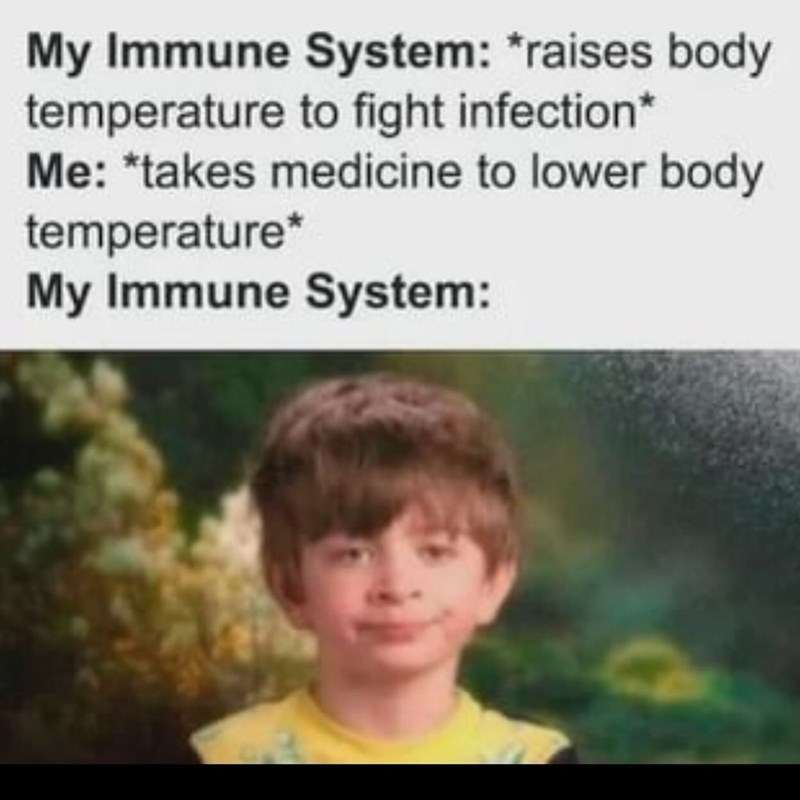 My Immune System: *raises body
temperature to fight infection*
Me: *takes medicine to lower body
temperature*
My Immune System: